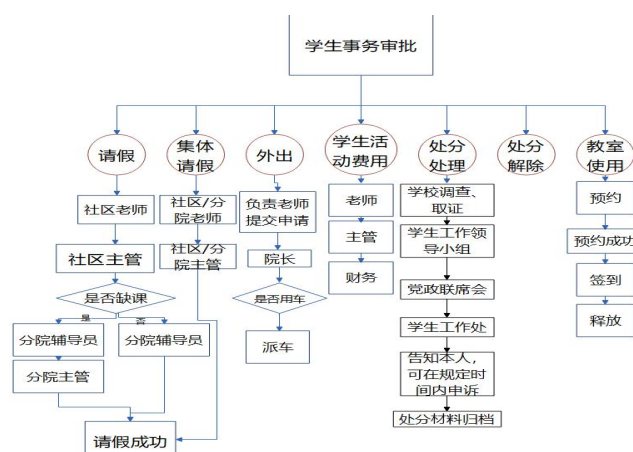 学生事务审批
请假
集体
请假
外出
学生活
动费用
处分
处理
处分
解除
教室
使用
社区老师
社区/分
院老师
负责老师
提交申请
老师
学校调查、
取证
预约
社区主管
社区/分
院主管
院长
主管
学生工作领
导小组
预约成功
是否缺课
是否用车
财务
党政联席会
签到
是
否
分院辅导员
分院辅导员
派车
学生工作处
释放
分院主管
告知本人，
可在规定时
间内申诉
请假成功
处分材料归档